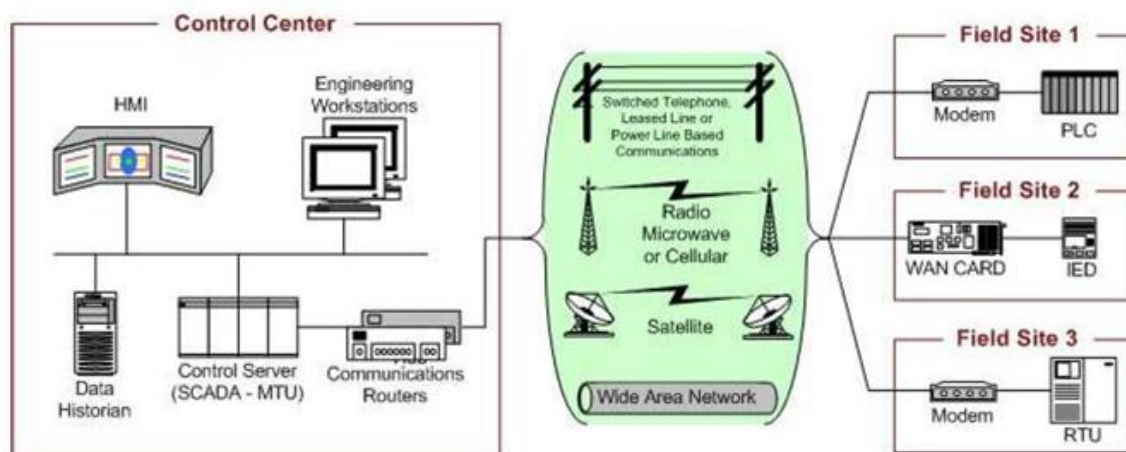 Control Center
HMI
Engineering
Workstations
Data
Historian
Control Server
(SCADA - MTU)
Communications
Routers
Switched Telephone,
Leased Line or
Power Line Based
Communications
Radio
Microwave
or Cellular
Satellite
Wide Area Network
Field Site 1
Modem
PLC
Field Site 2
WAN CARD
IED
Field Site 3
Modem
RTU